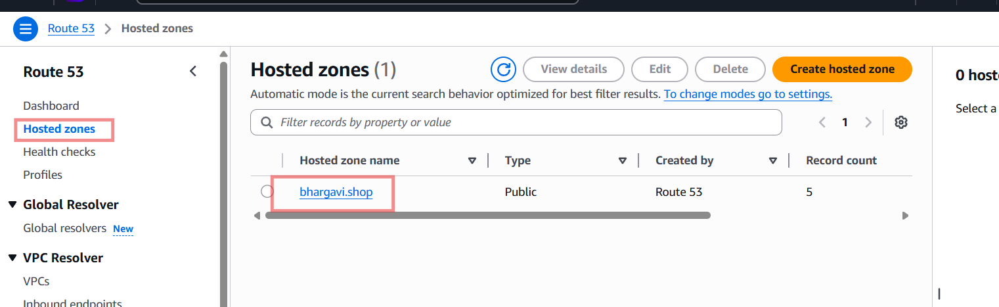 Route 53 > Hosted zones
Route 53
Dashboard
Hosted zones
Health checks
Profiles
Global Resolver
Global resolvers New
VPC Resolver
VPCs
Inbound endpoints
Hosted zones (1)
View details
Edit
Delete
Create hosted zone
Automatic mode is the current search behavior optimized for best filter results. To change modes go to settings.
Filter records by property or value
1
Hosted zone name Type Created by Record count
bhargavi.shop Public Route 53 5
0 hoste
Select a